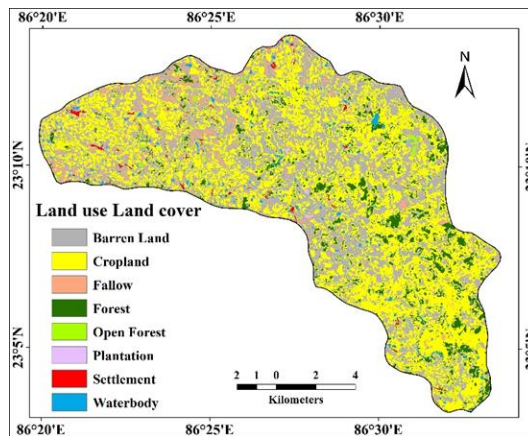 86°20'E 86°25'E 86°30'E
N
23°10'N
Land use Land cover
Barren Land
Cropland
Fallow
Forest
Open Forest
Plantation
Settlement
Waterbody
23°5'N
2 1 0 2 4
Kilometers
86°20'E 86°25'E 86°30'E